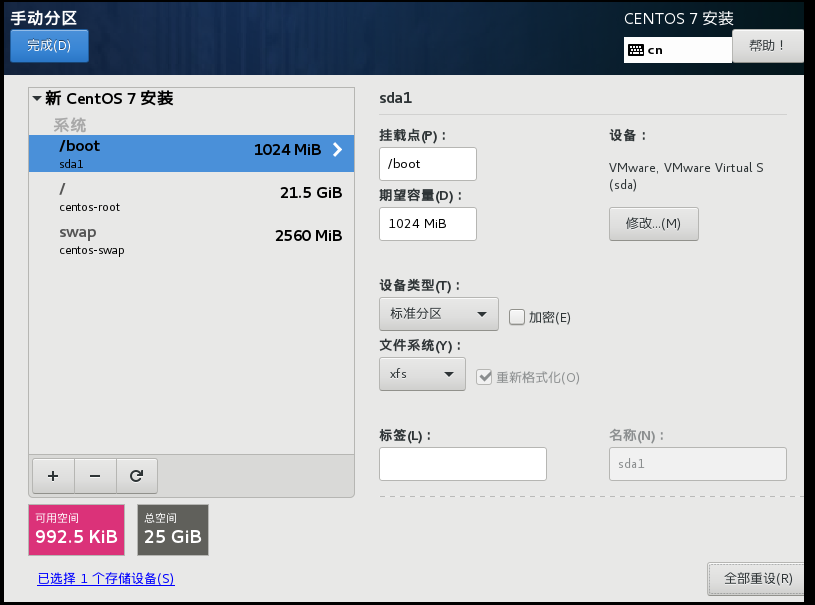 手动分区
CENTOS 7 安装
完成(D)
cn
帮助！
新 CentOS 7 安装
系统
/boot
1024 MiB
sda1
/
21.5 GiB
centos-root
swap
2560 MiB
centos-swap
+ −
可用空间
992.5 KiB
总空间
25 GiB
已选择 1 个存储设备(S)
sda1
挂载点(P)：
/boot
期望容量(D)：
1024 MiB
设备：
VMware, VMware Virtual S
(sda)
修改...(M)
设备类型(T)：
标准分区
加密(E)
文件系统(Y)：
xfs
重新格式化(O)
标签(L)：
名称(N)：
sda1
全部重设(R)